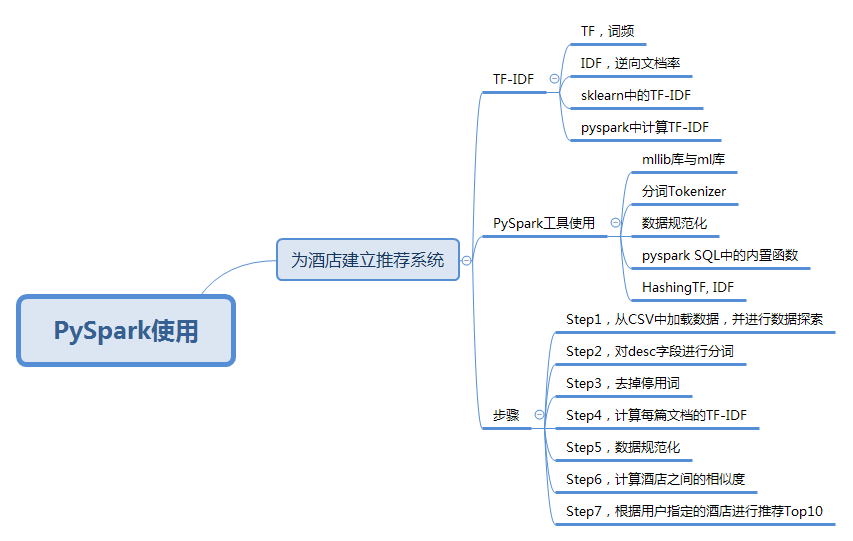 PySpark使用
为酒店建立推荐系统
TF-IDF
TF，词频
IDF，逆向文档率
sklearn中的TF-IDF
pyspark中计算TF-IDF
PySpark工具使用
mllib库与ml库
分词Tokenizer
数据规范化
pyspark SQL中的内置函数
HashingTF, IDF
步骤
Step1，从CSV中加载数据，并进行数据探索
Step2，对desc字段进行分词
Step3，去掉停用词
Step4，计算每篇文档的TF-IDF
Step5，数据规范化
Step6，计算酒店之间的相似度
Step7，根据用户指定的酒店进行推荐Top10